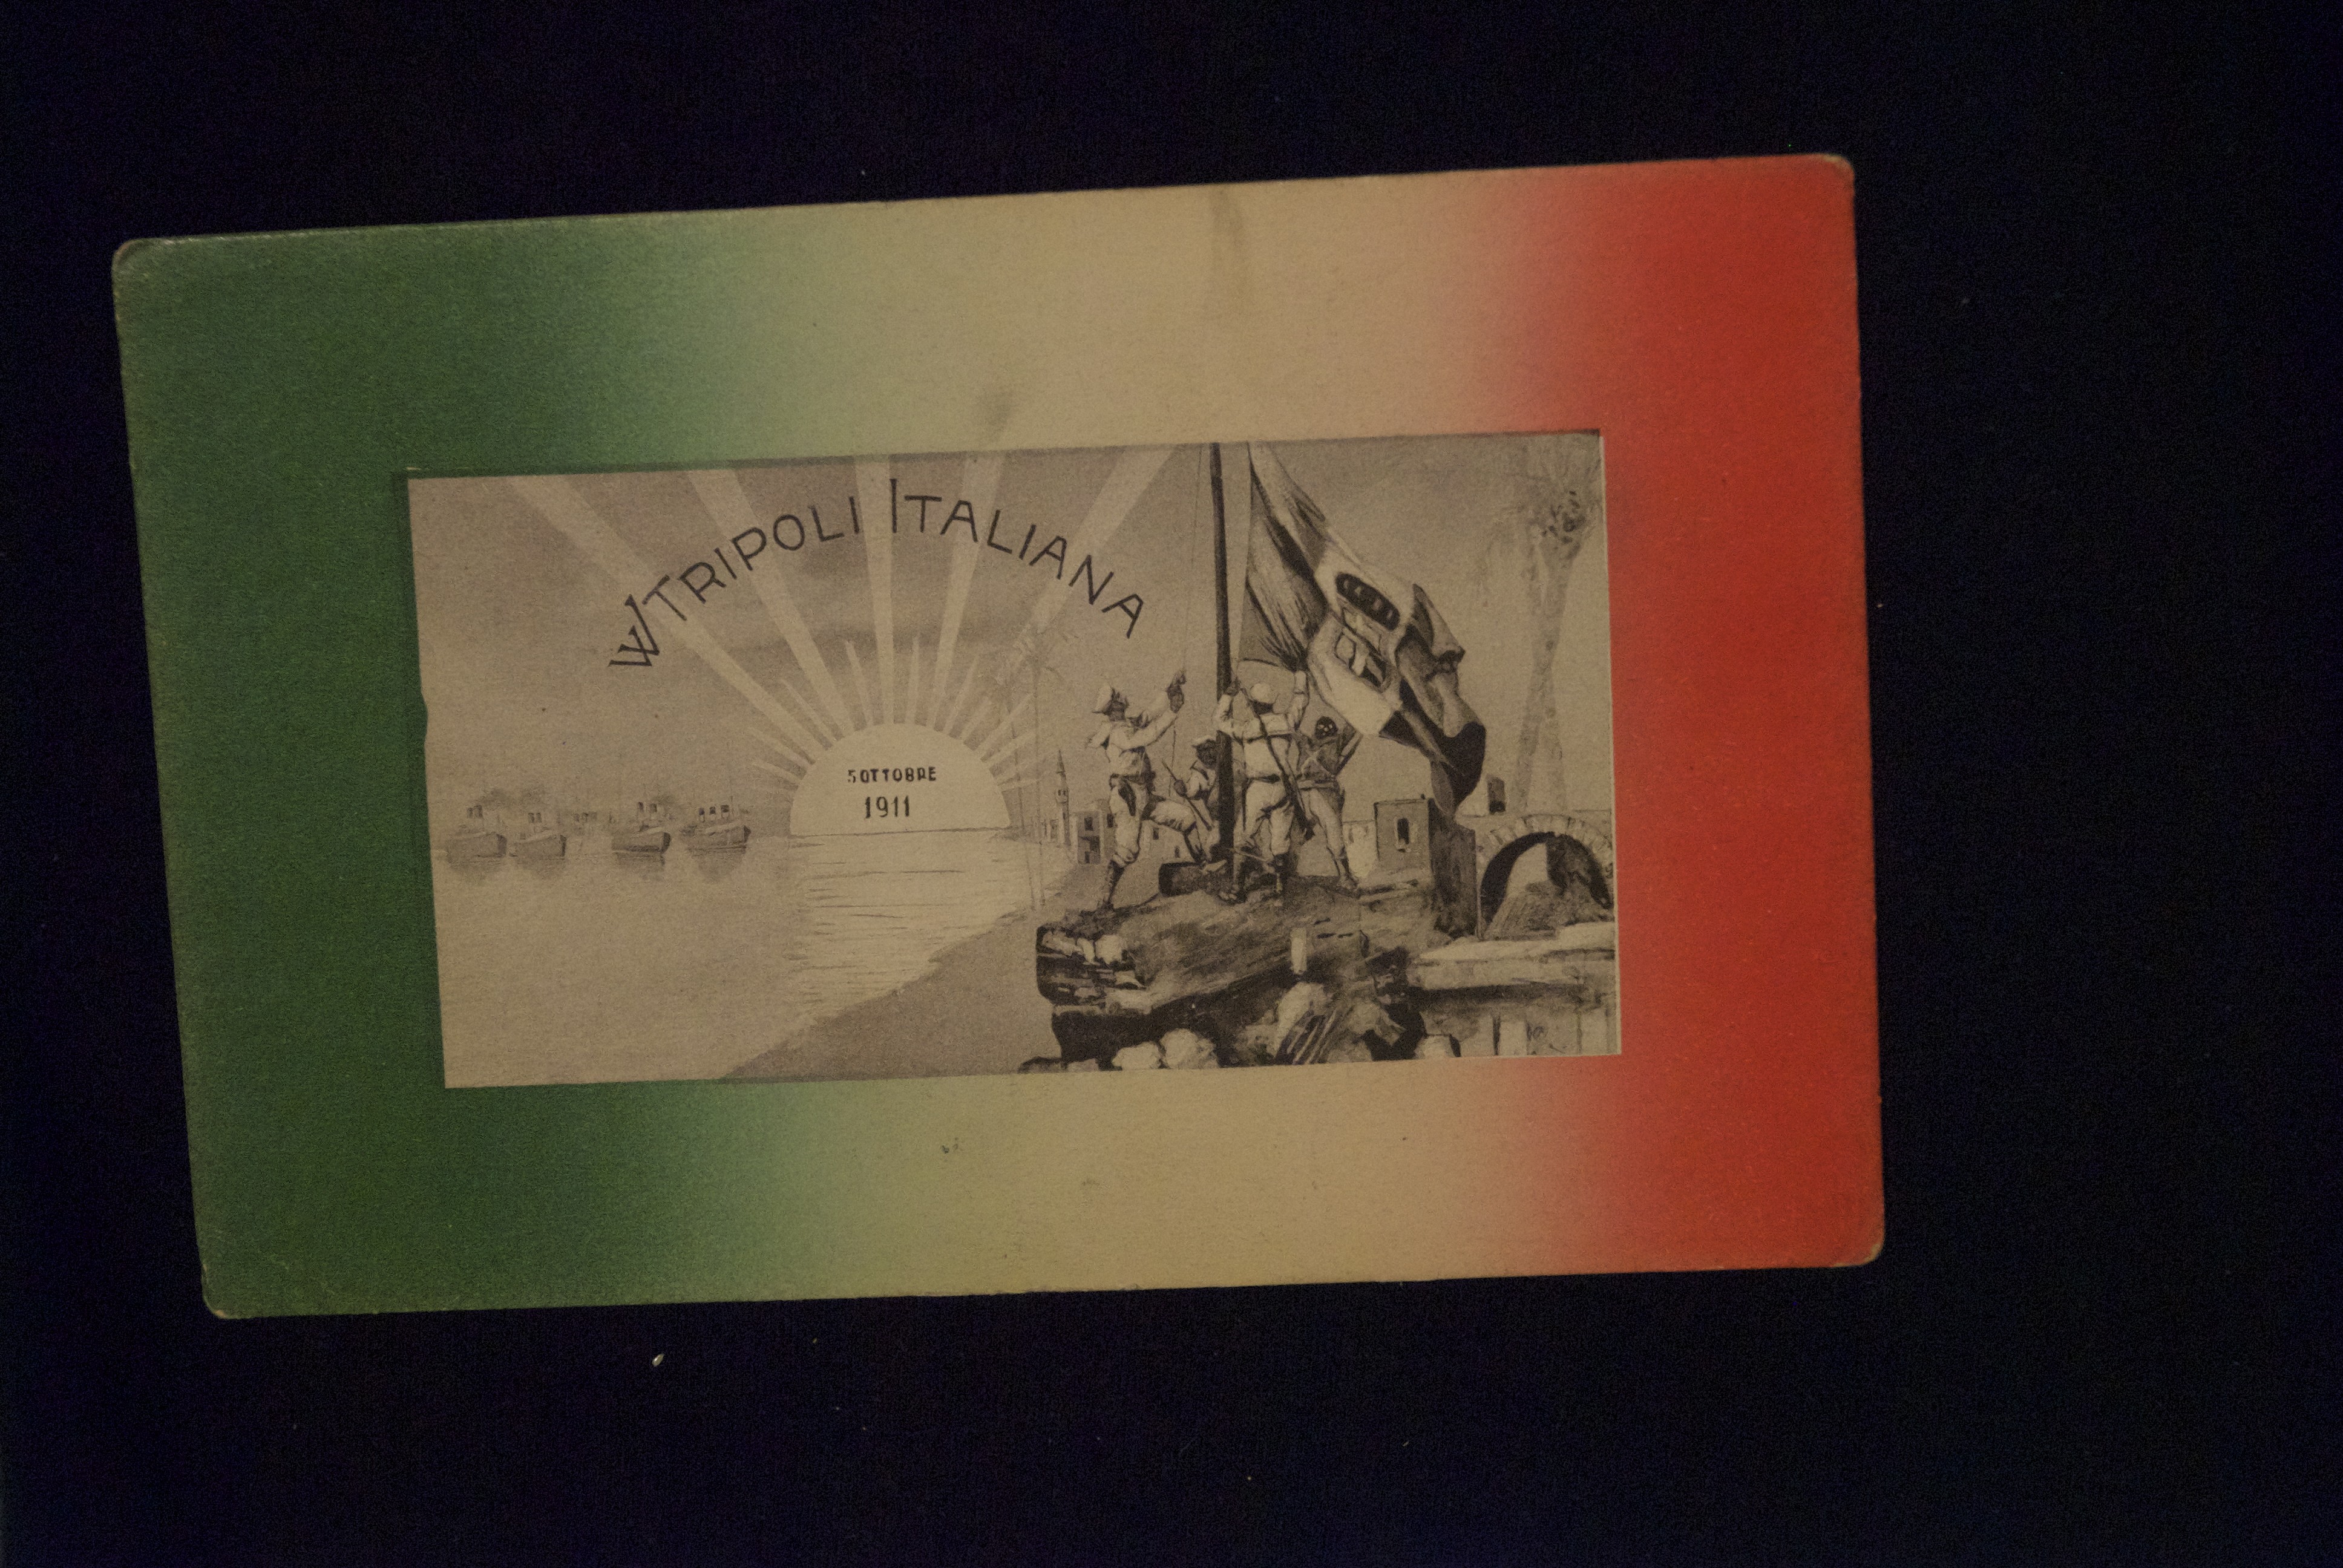 W TRIPOLI ITALIANA
5 OTTOBRE
1911